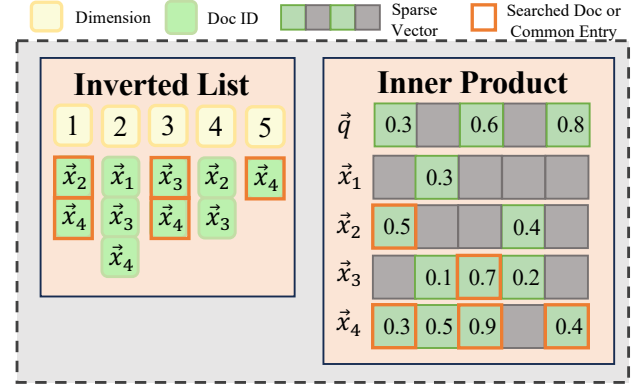 Dimension Doc ID Sparse Vector Searched Doc or Common Entry
Inverted List
1 2 3 4 5
x⃗₂ x⃗₁ x⃗₃ x⃗₂ x⃗₄
x⃗₄ x⃗₃ x⃗₄ x⃗₃
x⃗₄
Inner Product
q⃗ 0.3 0.6 0.8
x⃗₁ 0.3
x⃗₂ 0.5 0.4
x⃗₃ 0.1 0.7 0.2
x⃗₄ 0.3 0.5 0.9 0.4